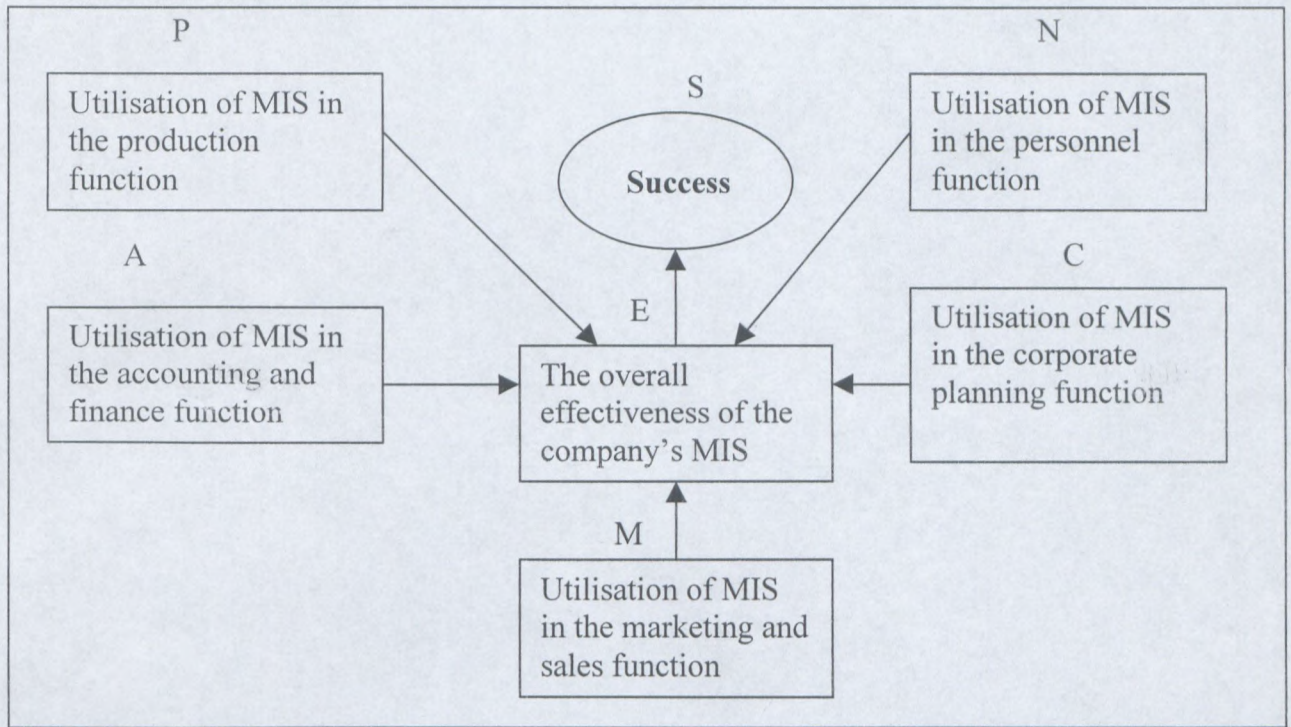 P
Utilisation of MIS in
the production
function
S
Success
N
Utilisation of MIS
in the personnel
function
A
Utilisation of MIS in
the accounting and
finance function
E
The overall
effectiveness of the
company's MIS
C
Utilisation of MIS
in the corporate
planning function
M
Utilisation of MIS
in the marketing and
sales function